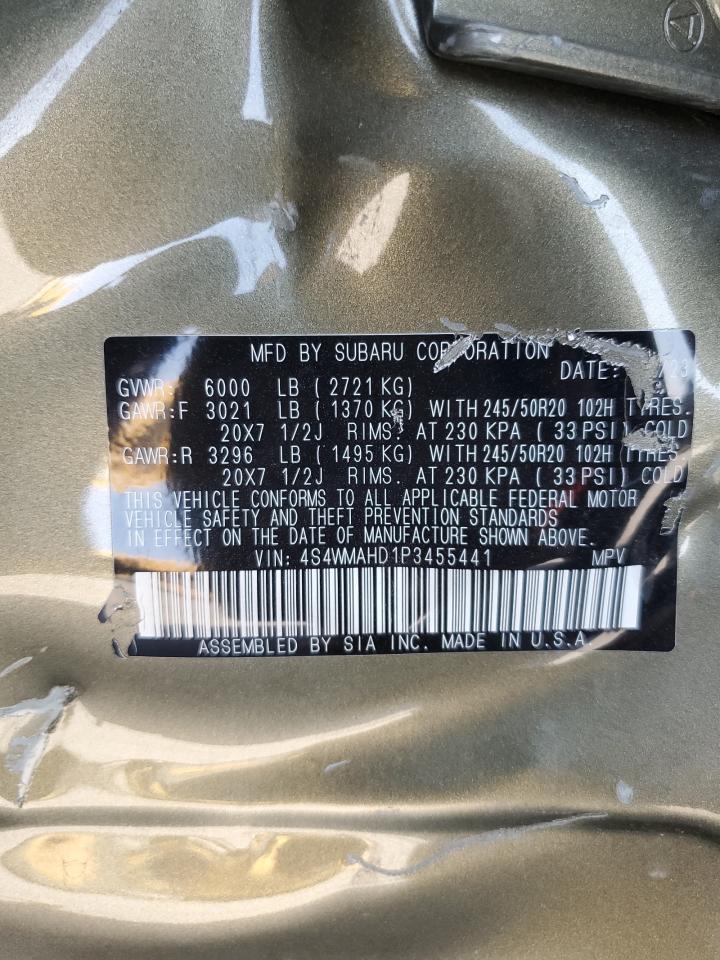 MFD BY SUBARU CORPORATION
DATE: /23
GVWR: 6000 LB ( 2721 KG)
GAWR:F 3021 LB ( 1370 KG) WITH 245/50R20 102H TYRES.
20X7 1/2J RIMS. AT 230 KPA ( 33 PSI) COLD
GAWR:R 3296 LB ( 1495 KG) WITH 245/50R20 102H TYRES
20X7 1/2J RIMS. AT 230 KPA ( 33 PSI) COLD
THIS VEHICLE CONFORMS TO ALL APPLICABLE FEDERAL MOTOR
VEHICLE SAFETY AND THEFT PREVENTION STANDARDS
IN EFFECT ON THE DATE OF MANUFACTURE SHOWN ABOVE.
VIN: 4S4WMAHD1P3455441 MPV
ASSEMBLED BY SIA INC. MADE IN U.S.A